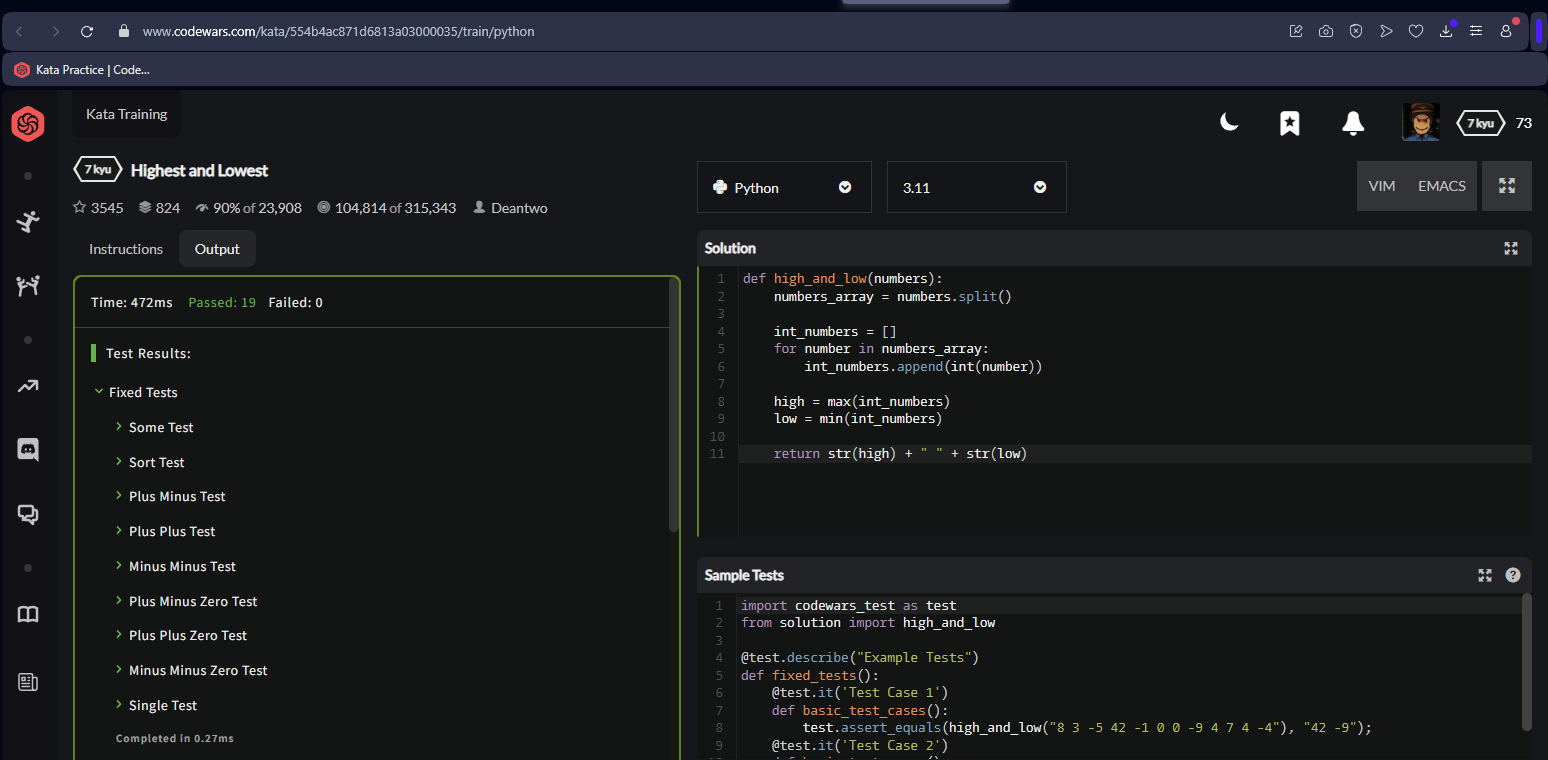 www.codewars.com/kata/554b4ac871d6813a03000035/train/python
Kata Practice | Code...
Kata Training
7 kyu 73
7 kyu Highest and Lowest
3545 824 90% of 23,908 104,814 of 315,343 Deantwo
Instructions Output
Time: 472ms Passed: 19 Failed: 0
Test Results:
Fixed Tests
Some Test
Sort Test
Plus Minus Test
Plus Plus Test
Minus Minus Test
Plus Minus Zero Test
Plus Plus Zero Test
Minus Minus Zero Test
Single Test
Completed in 0.27ms
Python 3.11 VIM EMACS
Solution
1 def high_and_low(numbers):
2     numbers_array = numbers.split()
3
4     int_numbers = []
5     for number in numbers_array:
6         int_numbers.append(int(number))
7
8     high = max(int_numbers)
9     low = min(int_numbers)
10
11     return str(high) + " " + str(low)
Sample Tests
1 import codewars_test as test
2 from solution import high_and_low
3
4 @test.describe("Example Tests")
5 def fixed_tests():
6     @test.it('Test Case 1')
7     def basic_test_cases():
8         test.assert_equals(high_and_low("8 3 -5 42 -1 0 0 -9 4 7 4 -4"), "42 -9");
9     @test.it('Test Case 2')